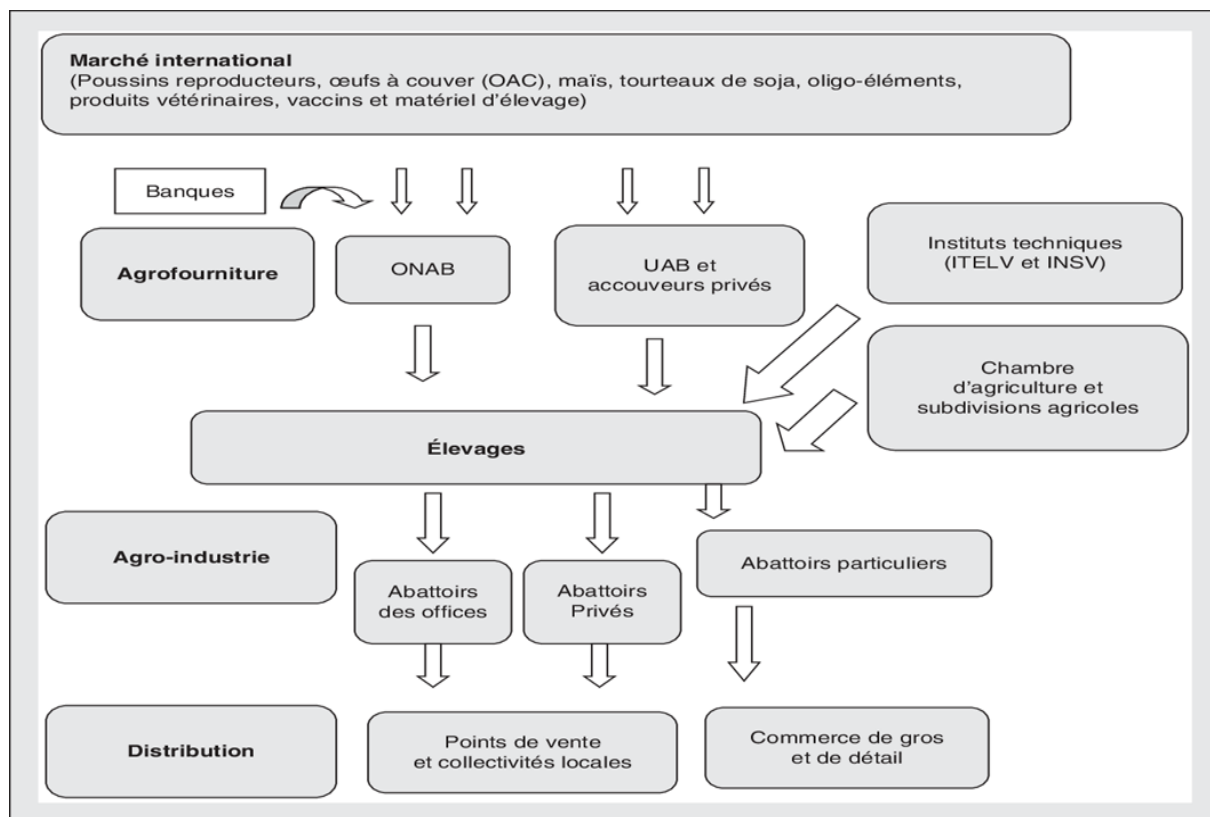 Marché international
(Poussins reproducteurs, œufs à couver (OAC), maïs, tourteaux de soja, oligo-éléments,
produits vétérinaires, vaccins et matériel d'élevage)
Banques
Agrofourniture
ONAB
UAB et
accouveurs privés
Instituts techniques
(ITELV et INSV)
Chambre
d'agriculture et
subdivisions agricoles
Élevages
Agro-industrie
Abattoirs
des offices
Abattoirs
Privés
Abattoirs particuliers
Distribution
Points de vente
et collectivités locales
Commerce de gros
et de détail